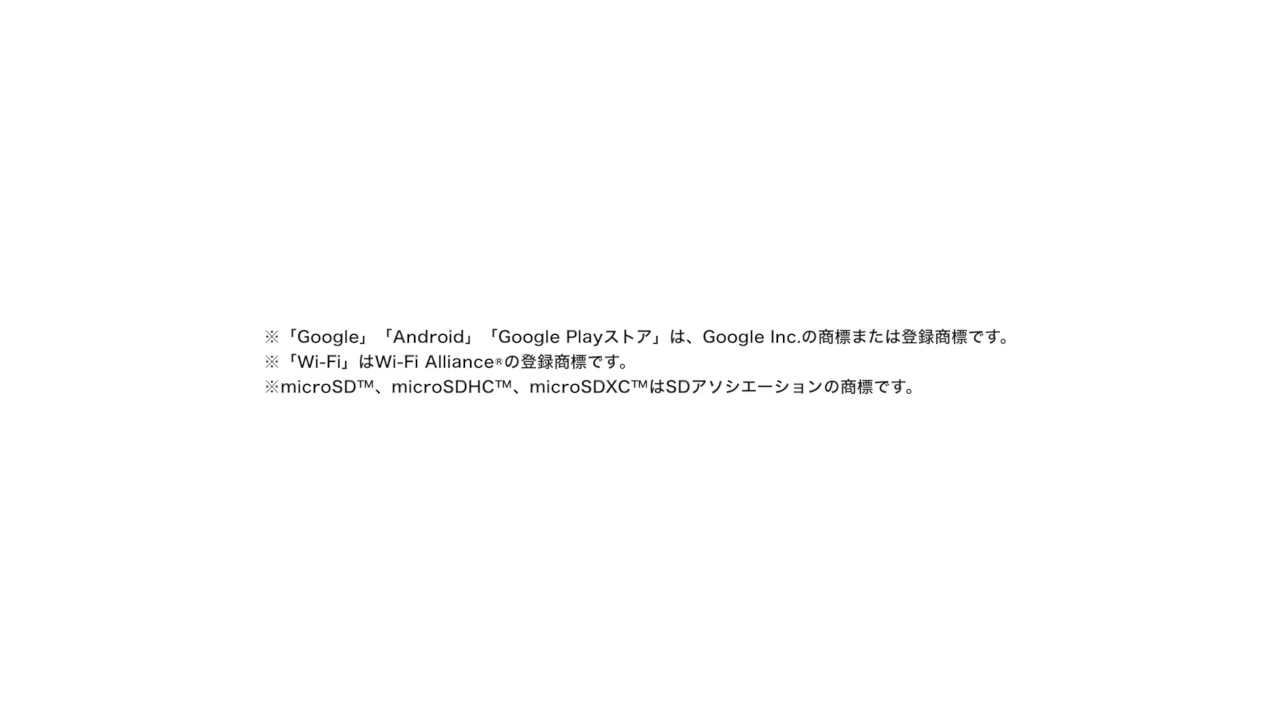 ※「Google」「Android」「Google Playストア」は、Google Inc.の商標または登録商標です。
※「Wi-Fi」はWi-Fi Alliance®の登録商標です。
※microSD™、microSDHC™、microSDXC™はSDアソシエーションの商標です。